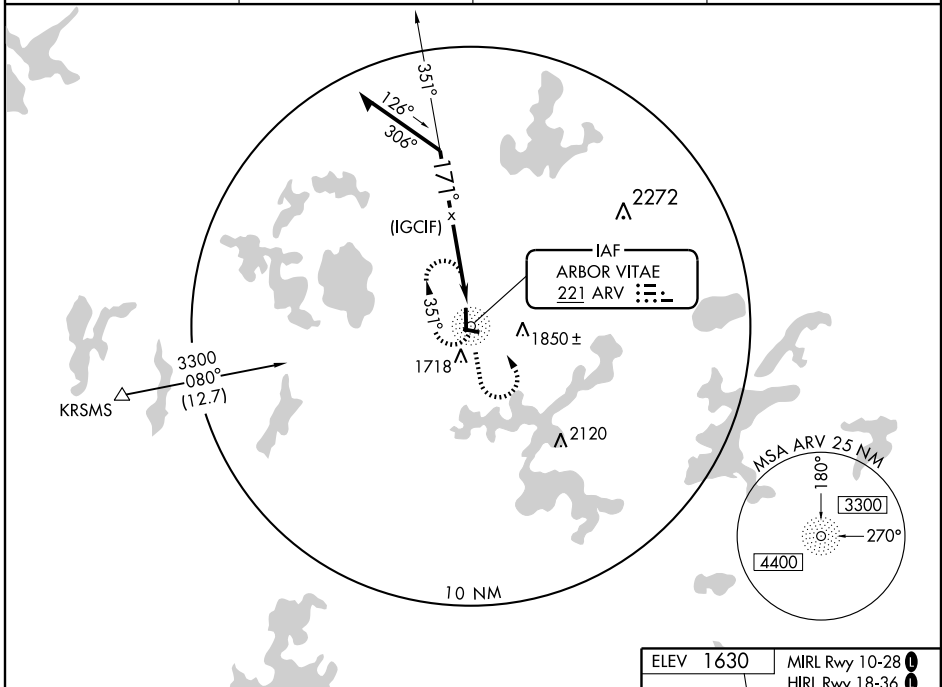 351°
126°
306°
171°
x
(IGCIF)
2272
IAF
ARBOR VITAE
221 ARV
351°
1850 ±
1718
3300
080°
(12.7)
KRSMS
2120
MSA ARV 25 NM
180°
3300
270°
4400
10 NM
ELEV 1630
MIRL Rwy 10-28 L
HIRL Rwy 18-36 L